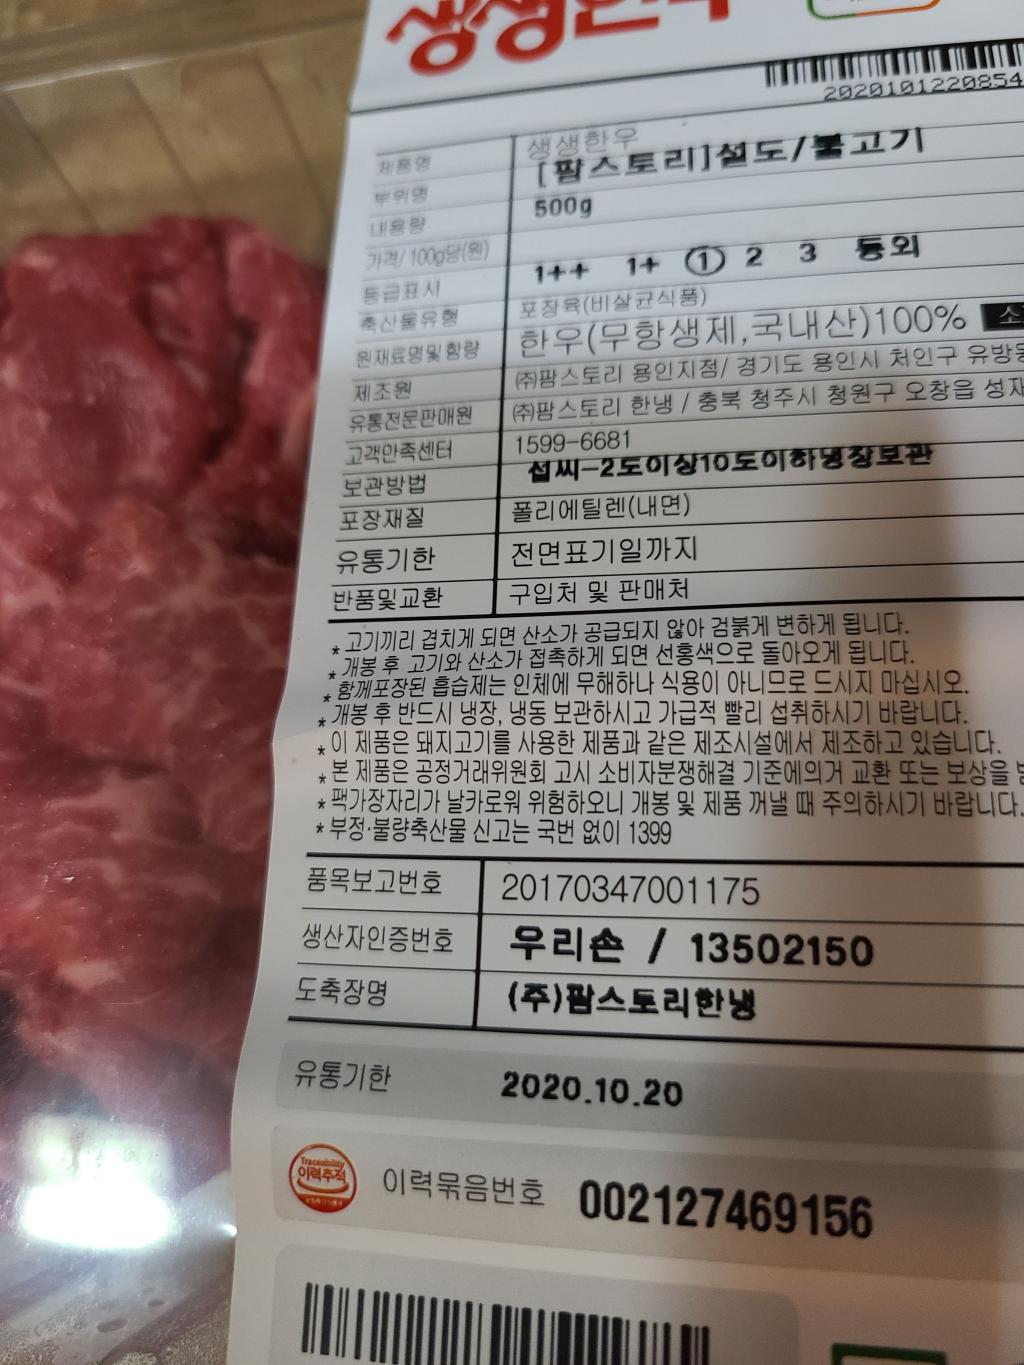 생생한우
2020101220854
제품명 생생한우
부위명 [팜스토리]설도/불고기
내용량 500g
가격/100g당(원)
등급표시 1++ 1+ ① 2 3 등외
축산물유형 포장육(비살균식품)
원재료명및함량 한우(무항생제,국내산)100% 소
제조원 ㈜팜스토리 용인지점/ 경기도 용인시 처인구 유방동
유통전문판매원 ㈜팜스토리 한냉 / 충북 청주시 청원구 오창읍 성재
고객만족센터 1599-6681
보관방법 섭씨-2도이상10도이하냉장보관
포장재질 폴리에틸렌(내면)
유통기한 전면표기일까지
반품및교환 구입처 및 판매처
* 고기끼리 겹치게 되면 산소가 공급되지 않아 검붉게 변하게 됩니다.
* 개봉 후 고기와 산소가 접촉하게 되면 선홍색으로 돌아오게 됩니다.
* 함께포장된 흡습제는 인체에 무해하나 식용이 아니므로 드시지 마십시오.
* 개봉 후 반드시 냉장, 냉동 보관하시고 가급적 빨리 섭취하시기 바랍니다.
* 이 제품은 돼지고기를 사용한 제품과 같은 제조시설에서 제조하고 있습니다.
* 본 제품은 공정거래위원회 고시 소비자분쟁해결 기준에의거 교환 또는 보상을
* 팩가장자리가 날카로워 위험하오니 개봉 및 제품 꺼낼 때 주의하시기 바랍니다.
* 부정·불량축산물 신고는 국번 없이 1399
품목보고번호 20170347001175
생산자인증번호 우리손 / 13502150
도축장명 (주)팜스토리한냉
유통기한 2020.10.20
Traceability
이력추적
이력묶음번호 002127469156